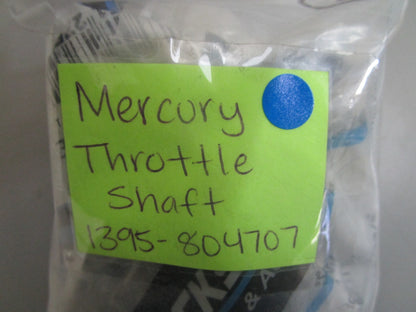 Mercury
Throttle
Shaft
1395-804707
& A